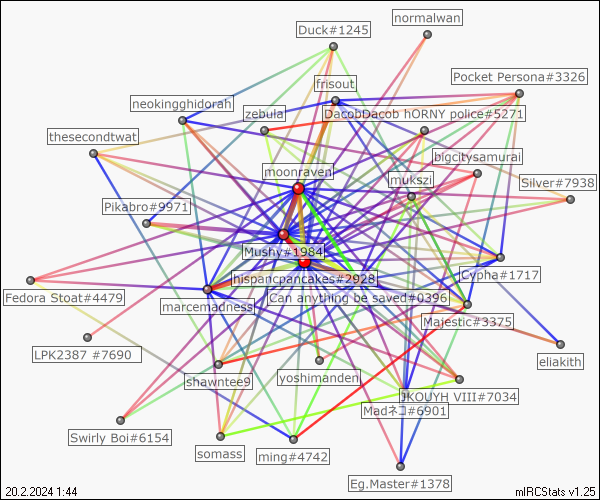 Duck#1245
normalwan
frisout
Pocket Persona#3326
neokingghidorah
zebula
DacobDacob hORNY police#5271
thesecondtwat
bigcitysamurai
moonraven
mukszi
Silver#7938
Pikabro#9971
Mushy#1984
Cypha#1717
hispanicpancakes#2928
Fedora Stoat#4479
Can anything be saved#0396
marcemadness
Majestic#3375
LPK2387 #7690
eliakith
shawntee9
yoshimanden
JKOUYH VIII#7034
Madネコ#6901
Swirly Boi#6154
somass
ming#4742
Eg.Master#1378
20.2.2024 1:44
mIRCStats v1.25